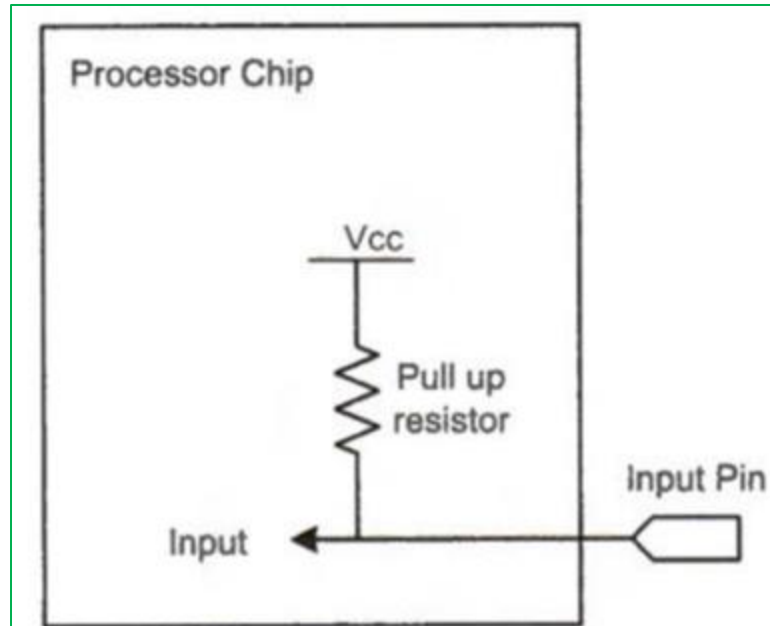 Processor Chip
Vcc
Pull up
resistor
Input Pin
Input